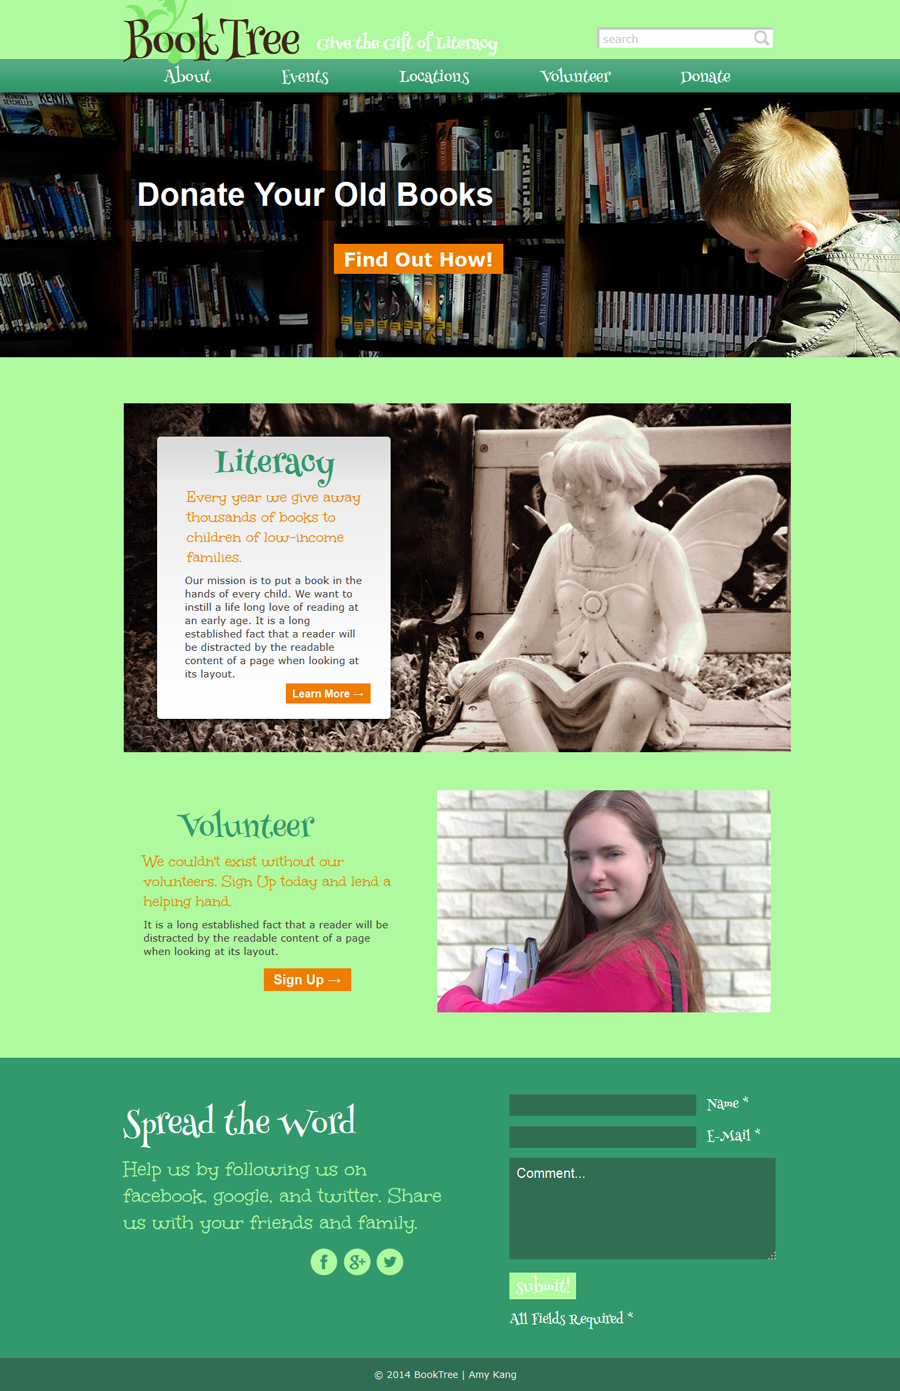 BookTree
Give the Gift of Literacy
search
About Events Locations Volunteer Donate
KENYA
Africa
Donate Your Old Books
Find Out How!
Literacy
Every year we give away
thousands of books to
children of low-income
families.
Our mission is to put a book in the
hands of every child. We want to
instill a life long love of reading at
an early age. It is a long
established fact that a reader will
be distracted by the readable
content of a page when looking at
its layout.
Learn More →
Volunteer
We couldn't exist without our
volunteers. Sign Up today and lend a
helping hand.
It is a long established fact that a reader will be
distracted by the readable content of a page
when looking at its layout.
Sign Up →
Spread the Word
Help us by following us on
facebook, google, and twitter. Share
us with your friends and family.
f g+
Name *
E-Mail *
Comment...
submit!
All Fields Required *
© 2014 BookTree | Amy Kang